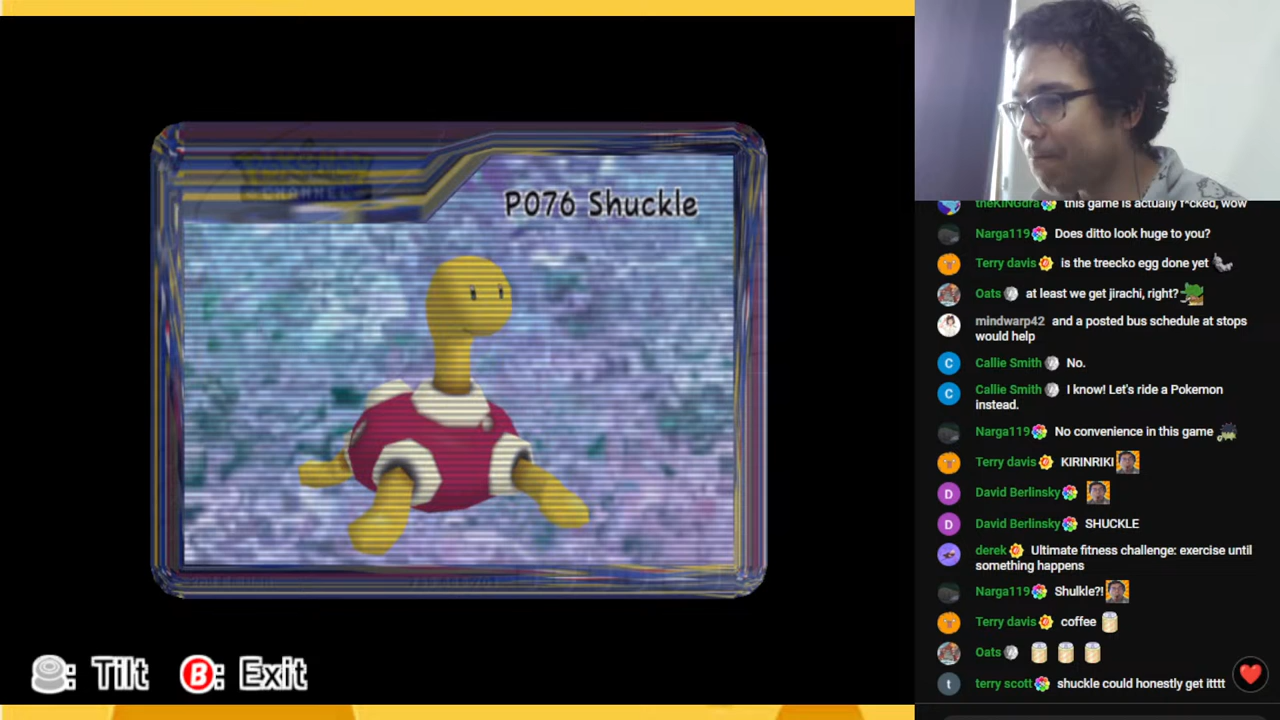 POKéMON
CHANNEL
P076 Shuckle
: Tilt B: Exit
theKINGdra this game is actually f*cked, wow
Narga119 Does ditto look huge to you?
Terry davis is the treecko egg done yet
Oats at least we get jirachi, right?
mindwarp42 and a posted bus schedule at stops
would help
C Callie Smith No.
C Callie Smith I know! Let's ride a Pokemon
instead.
Narga119 No convenience in this game
Terry davis KIRINRIKI
D David Berlinsky
D David Berlinsky SHUCKLE
derek Ultimate fitness challenge: exercise until
something happens
Narga119 Shulkle?!
Terry davis coffee
Oats
t terry scott shuckle could honestly get itttt